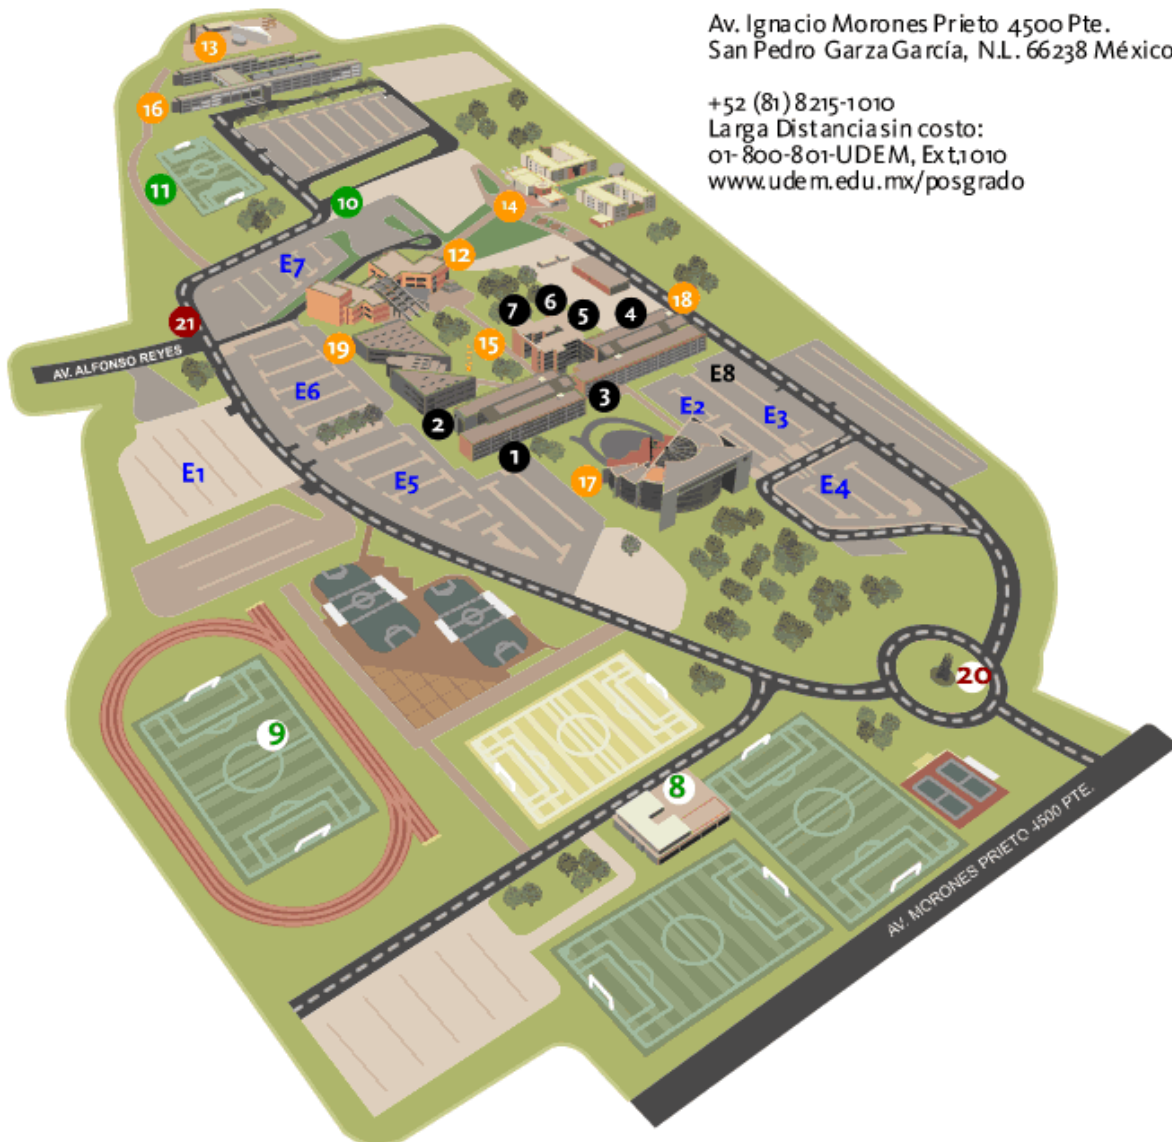 Av. Ignacio Morones Prieto 4500 Pte.
San Pedro Garza García, N.L. 66238 México
+52 (81) 8215-1010
Larga Distancia sin costo:
01-800-801-UDEM, Ext.1010
www.udem.edu.mx/posgrado
13
16
11
10
14
12
E7
7
6
5
4
18
21
19
15
AV. ALFONSO REYES
E6
E8
3
E2
E3
2
1
E1
E5
17
E4
20
9
8
AV. MORONES PRIETO 4500 PTE.